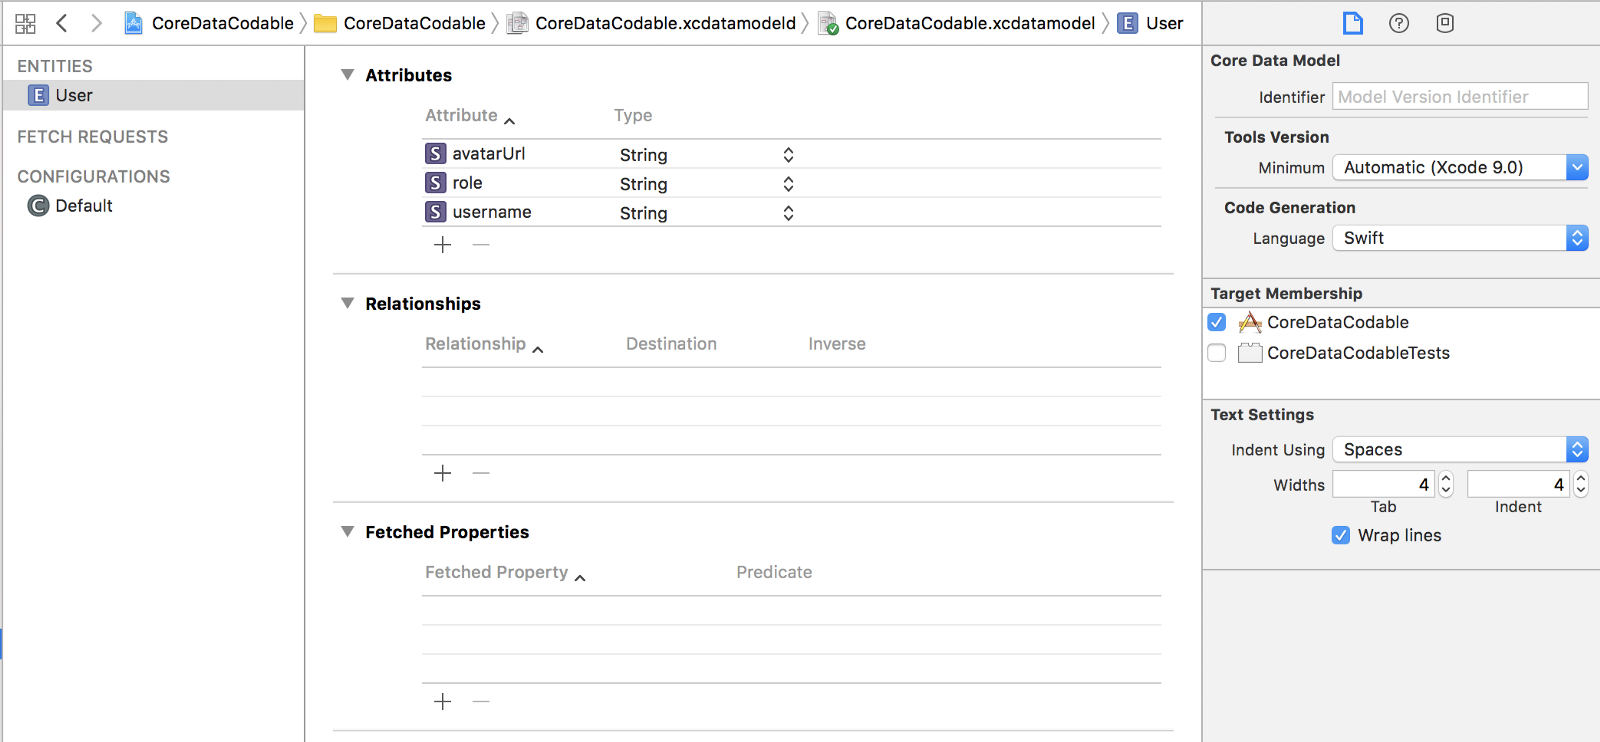 CoreDataCodable CoreDataCodable CoreDataCodable.xcdatamodeld CoreDataCodable.xcdatamodel E User
ENTITIES
E User
FETCH REQUESTS
CONFIGURATIONS
C Default
Attributes
Attribute Type
S avatarUrl String
S role String
S username String
Relationships
Relationship Destination Inverse
Fetched Properties
Fetched Property Predicate
Core Data Model
Identifier Model Version Identifier
Tools Version
Minimum Automatic (Xcode 9.0)
Code Generation
Language Swift
Target Membership
CoreDataCodable
CoreDataCodableTests
Text Settings
Indent Using Spaces
Widths 4 4
Tab Indent
Wrap lines